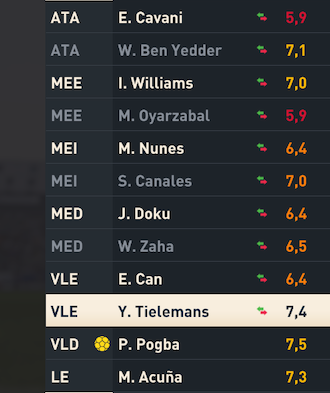 ATA E. Cavani 5,9
ATA W. Ben Yedder 7,1
MEE I. Williams 7,0
MEE M. Oyarzabal 5,9
MEI M. Nunes 6,4
MEI S. Canales 7,0
MED J. Doku 6,4
MED W. Zaha 6,5
VLE E. Can 6,4
VLE Y. Tielemans 7,4
VLD P. Pogba 7,5
LE M. Acuña 7,3